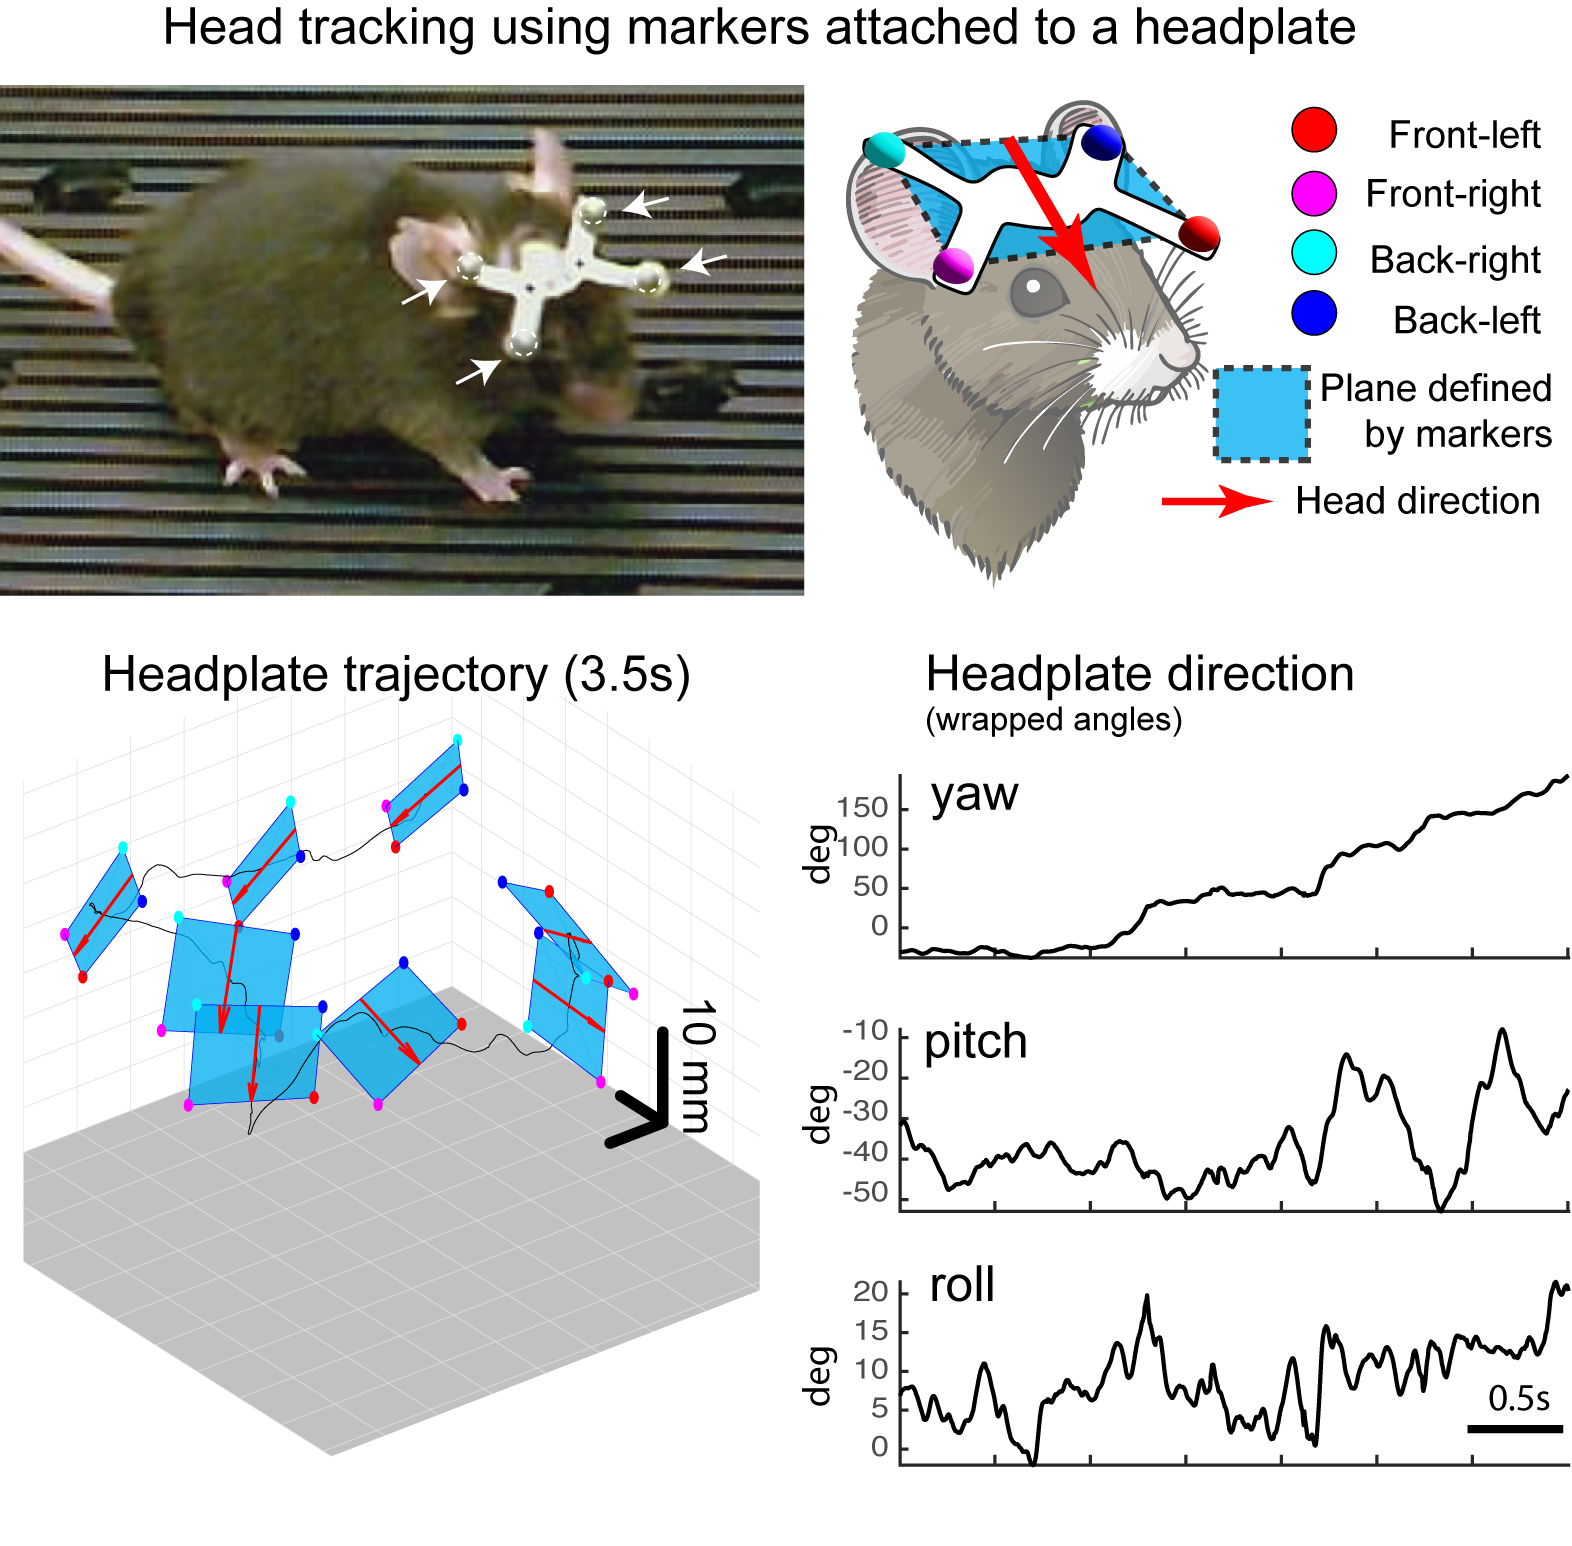 Head tracking using markers attached to a headplate
Front-left
Front-right
Back-right
Back-left
Plane defined
by markers
Head direction
Headplate trajectory (3.5s)
10 mm
Headplate direction
(wrapped angles)
yaw
deg
150
100
50
0
pitch
deg
-10
-20
-30
-40
-50
roll
deg
20
15
10
5
0
0.5s